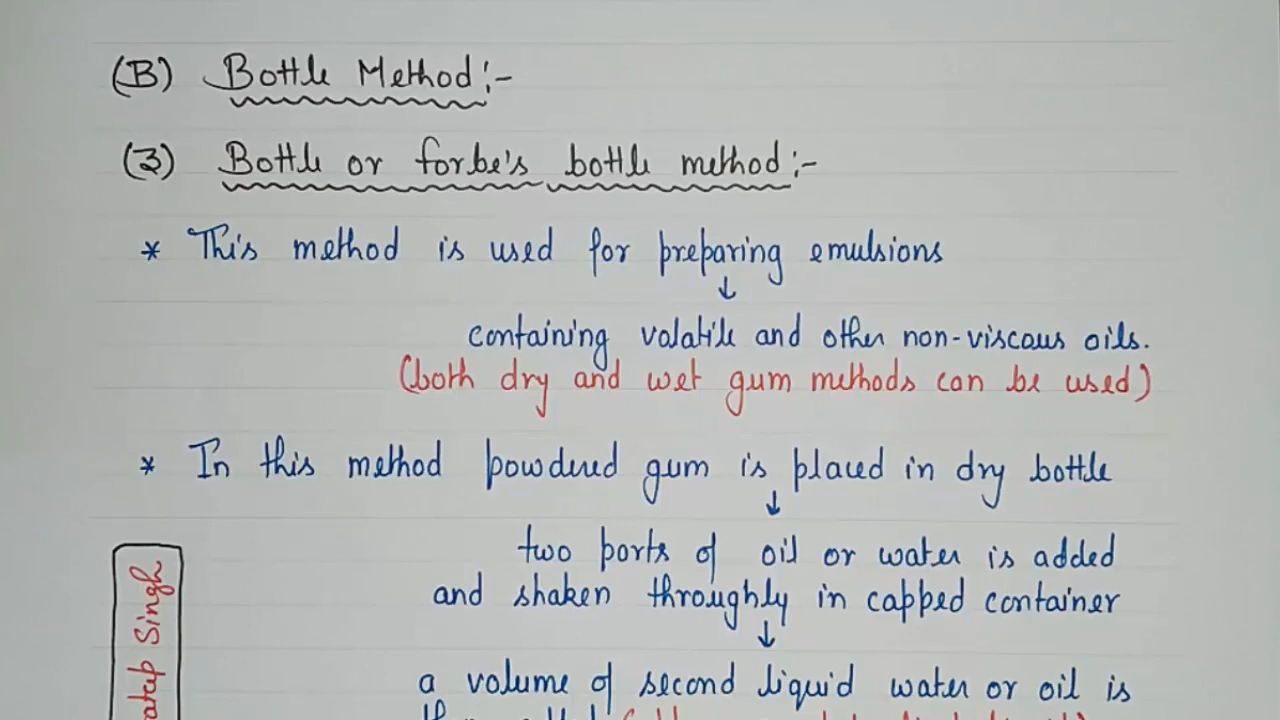 (B) Bottle Method:-
(3) Bottle or forbe's bottle method:-
* This method is used for preparing emulsions
↓
containing volatile and other non-viscous oils.
(both dry and wet gum methods can be used)
* In this method powdered gum is placed in dry bottle
↓
two parts of oil or water is added
and shaken throughly in capped container
↓
a volume of second liquid water or oil is
Singh